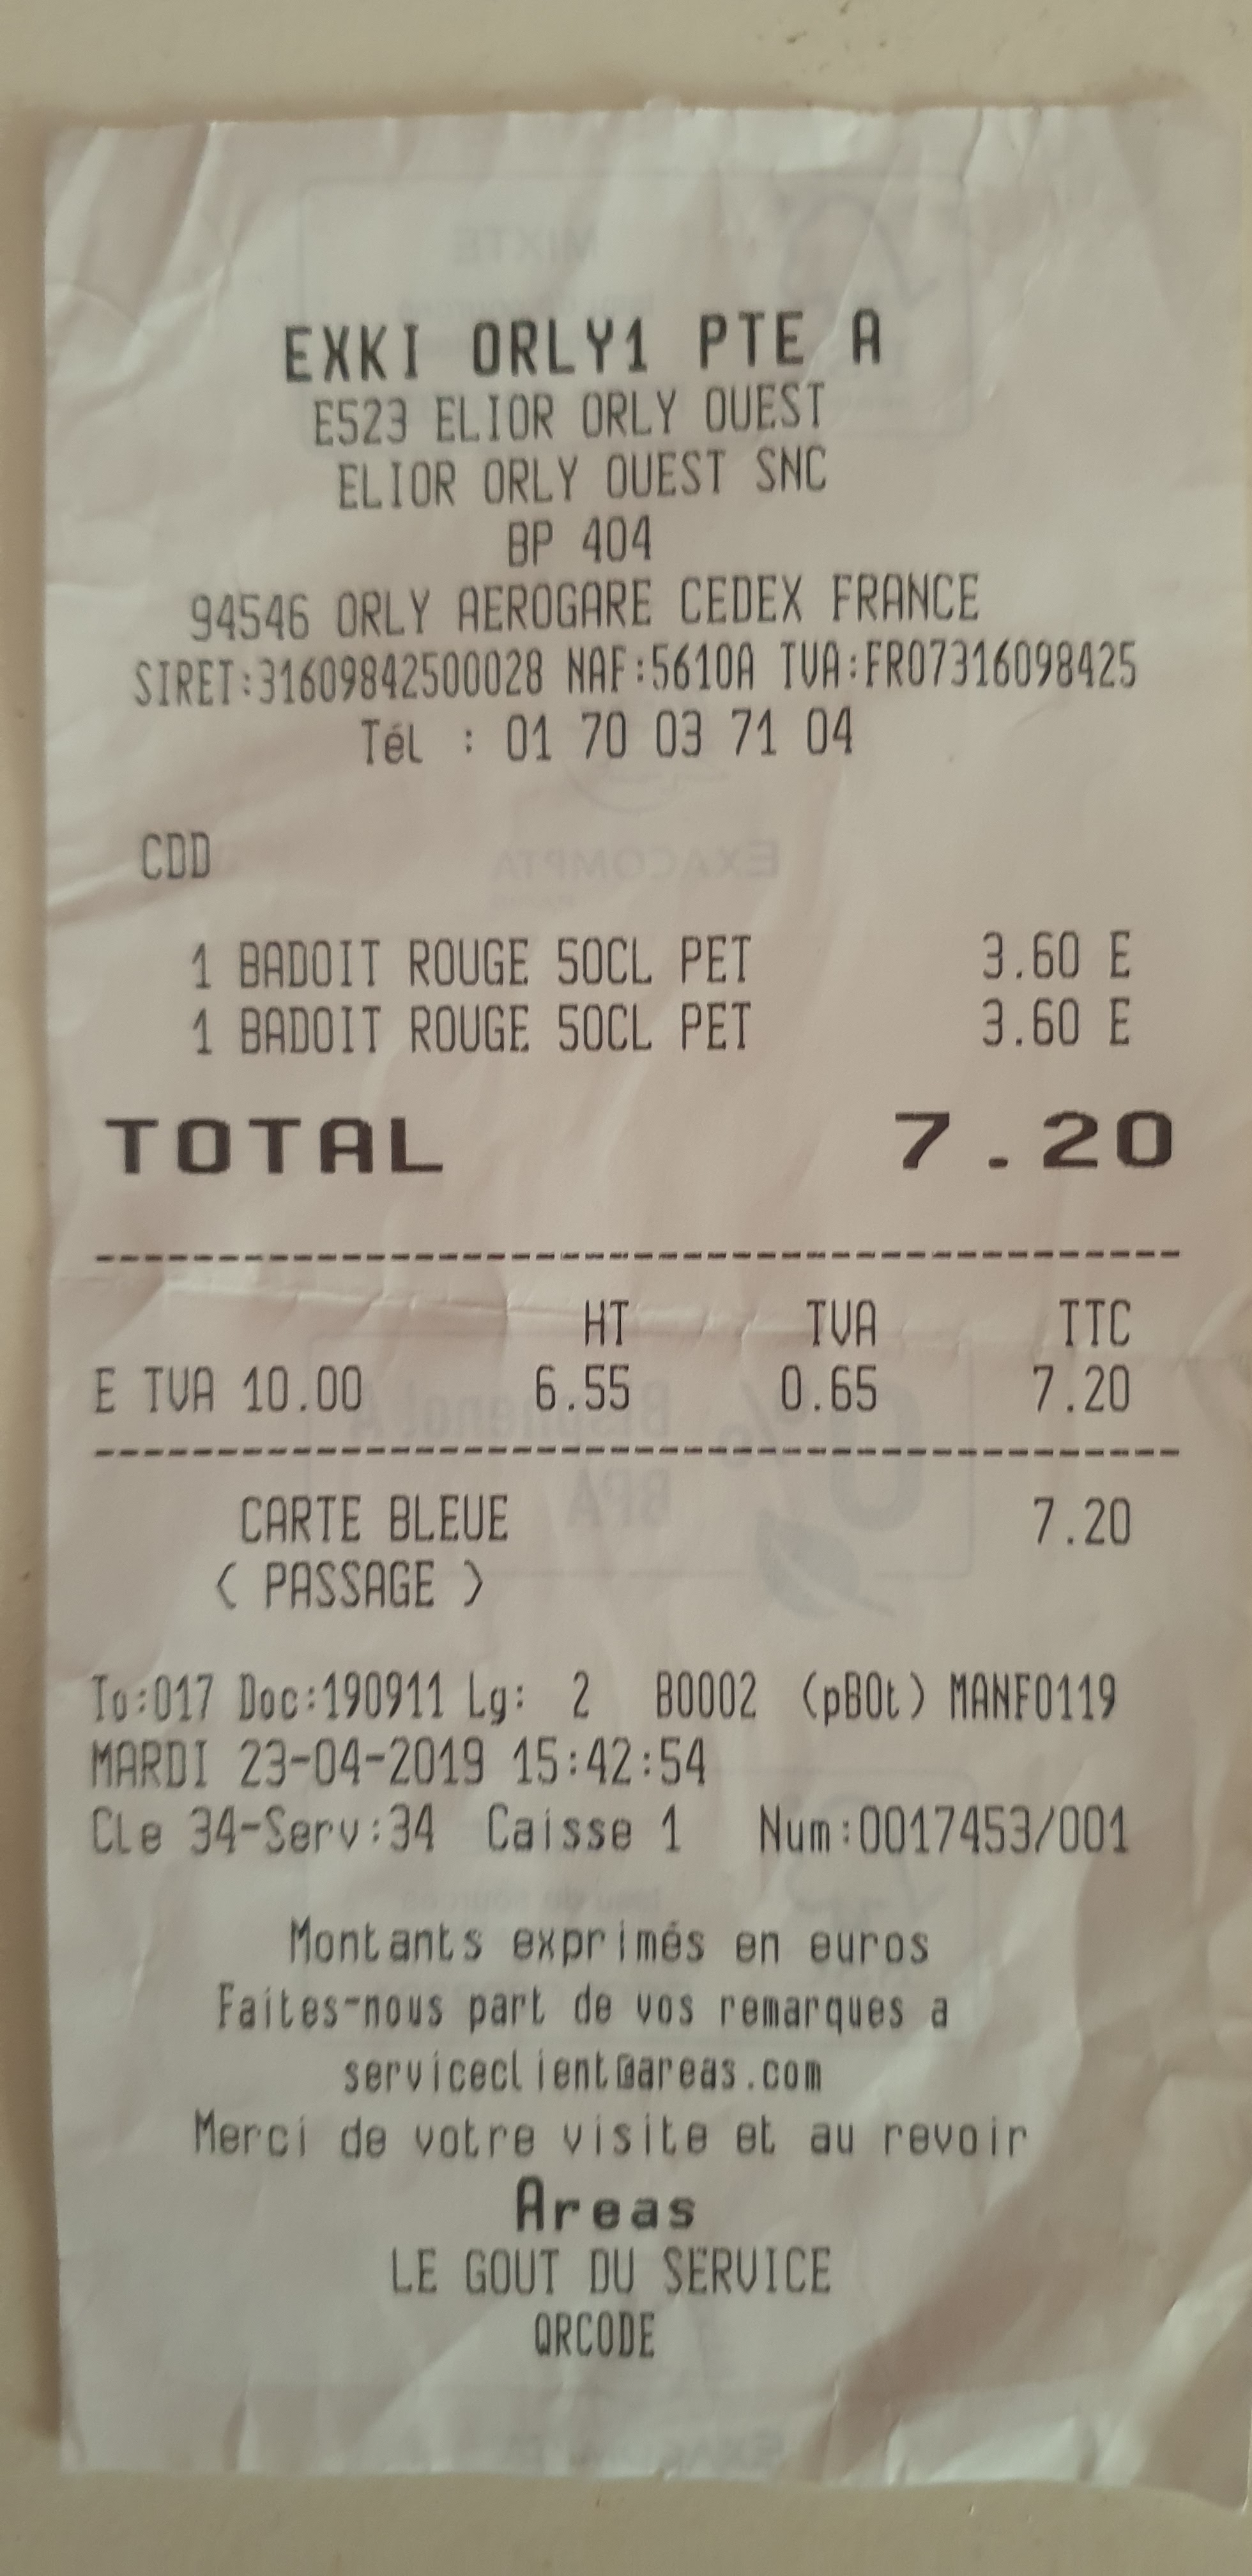 EXKI ORLY1 PTE A
E523 ELIOR ORLY OUEST
ELIOR ORLY OUEST SNC
BP 404
94546 ORLY AEROGARE CEDEX FRANCE
SIRET:31609842500028 NAF:5610A TVA:FR07316098425
Tél : 01 70 03 71 04
CDD
1 BADOIT ROUGE 50CL PET 3.60 E
1 BADOIT ROUGE 50CL PET 3.60 E
TOTAL 7.20
HT TVA TTC
E TVA 10.00 6.55 0.65 7.20
CARTE BLEUE 7.20
( PASSAGE )
To:017 Doc:190911 Lg: 2 B0002 (pB0t) MANF0119
MARDI 23-04-2019 15:42:54
Cle 34-Serv:34 Caisse 1 Num:0017453/001
Montants exprimés en euros
Faites-nous part de vos remarques a
serviceclient@areas.com
Merci de votre visite et au revoir
Areas
LE GOUT DU SERVICE
QRCODE